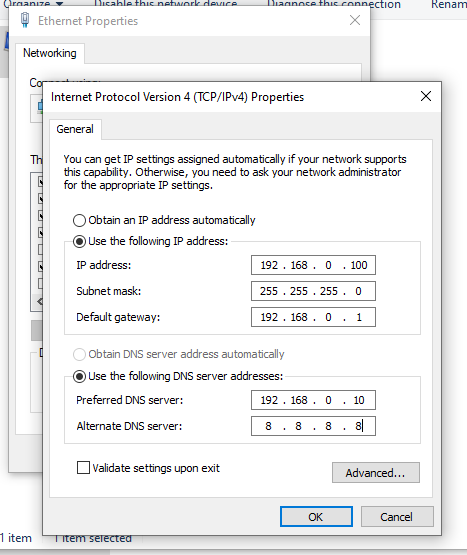 Organize
Disable this network device
Diagnose this connection
Ethernet Properties
Networking
Internet Protocol Version 4 (TCP/IPv4) Properties
General
You can get IP settings assigned automatically if your network supports
this capability. Otherwise, you need to ask your network administrator
for the appropriate IP settings.
Obtain an IP address automatically
Use the following IP address:
IP address: 192 . 168 . 0 . 100
Subnet mask: 255 . 255 . 255 . 0
Default gateway: 192 . 168 . 0 . 1
Obtain DNS server address automatically
Use the following DNS server addresses:
Preferred DNS server: 192 . 168 . 0 . 10
Alternate DNS server: 8 . 8 . 8 . 8
Validate settings upon exit
Advanced...
OK
Cancel
1 item
1 item selected